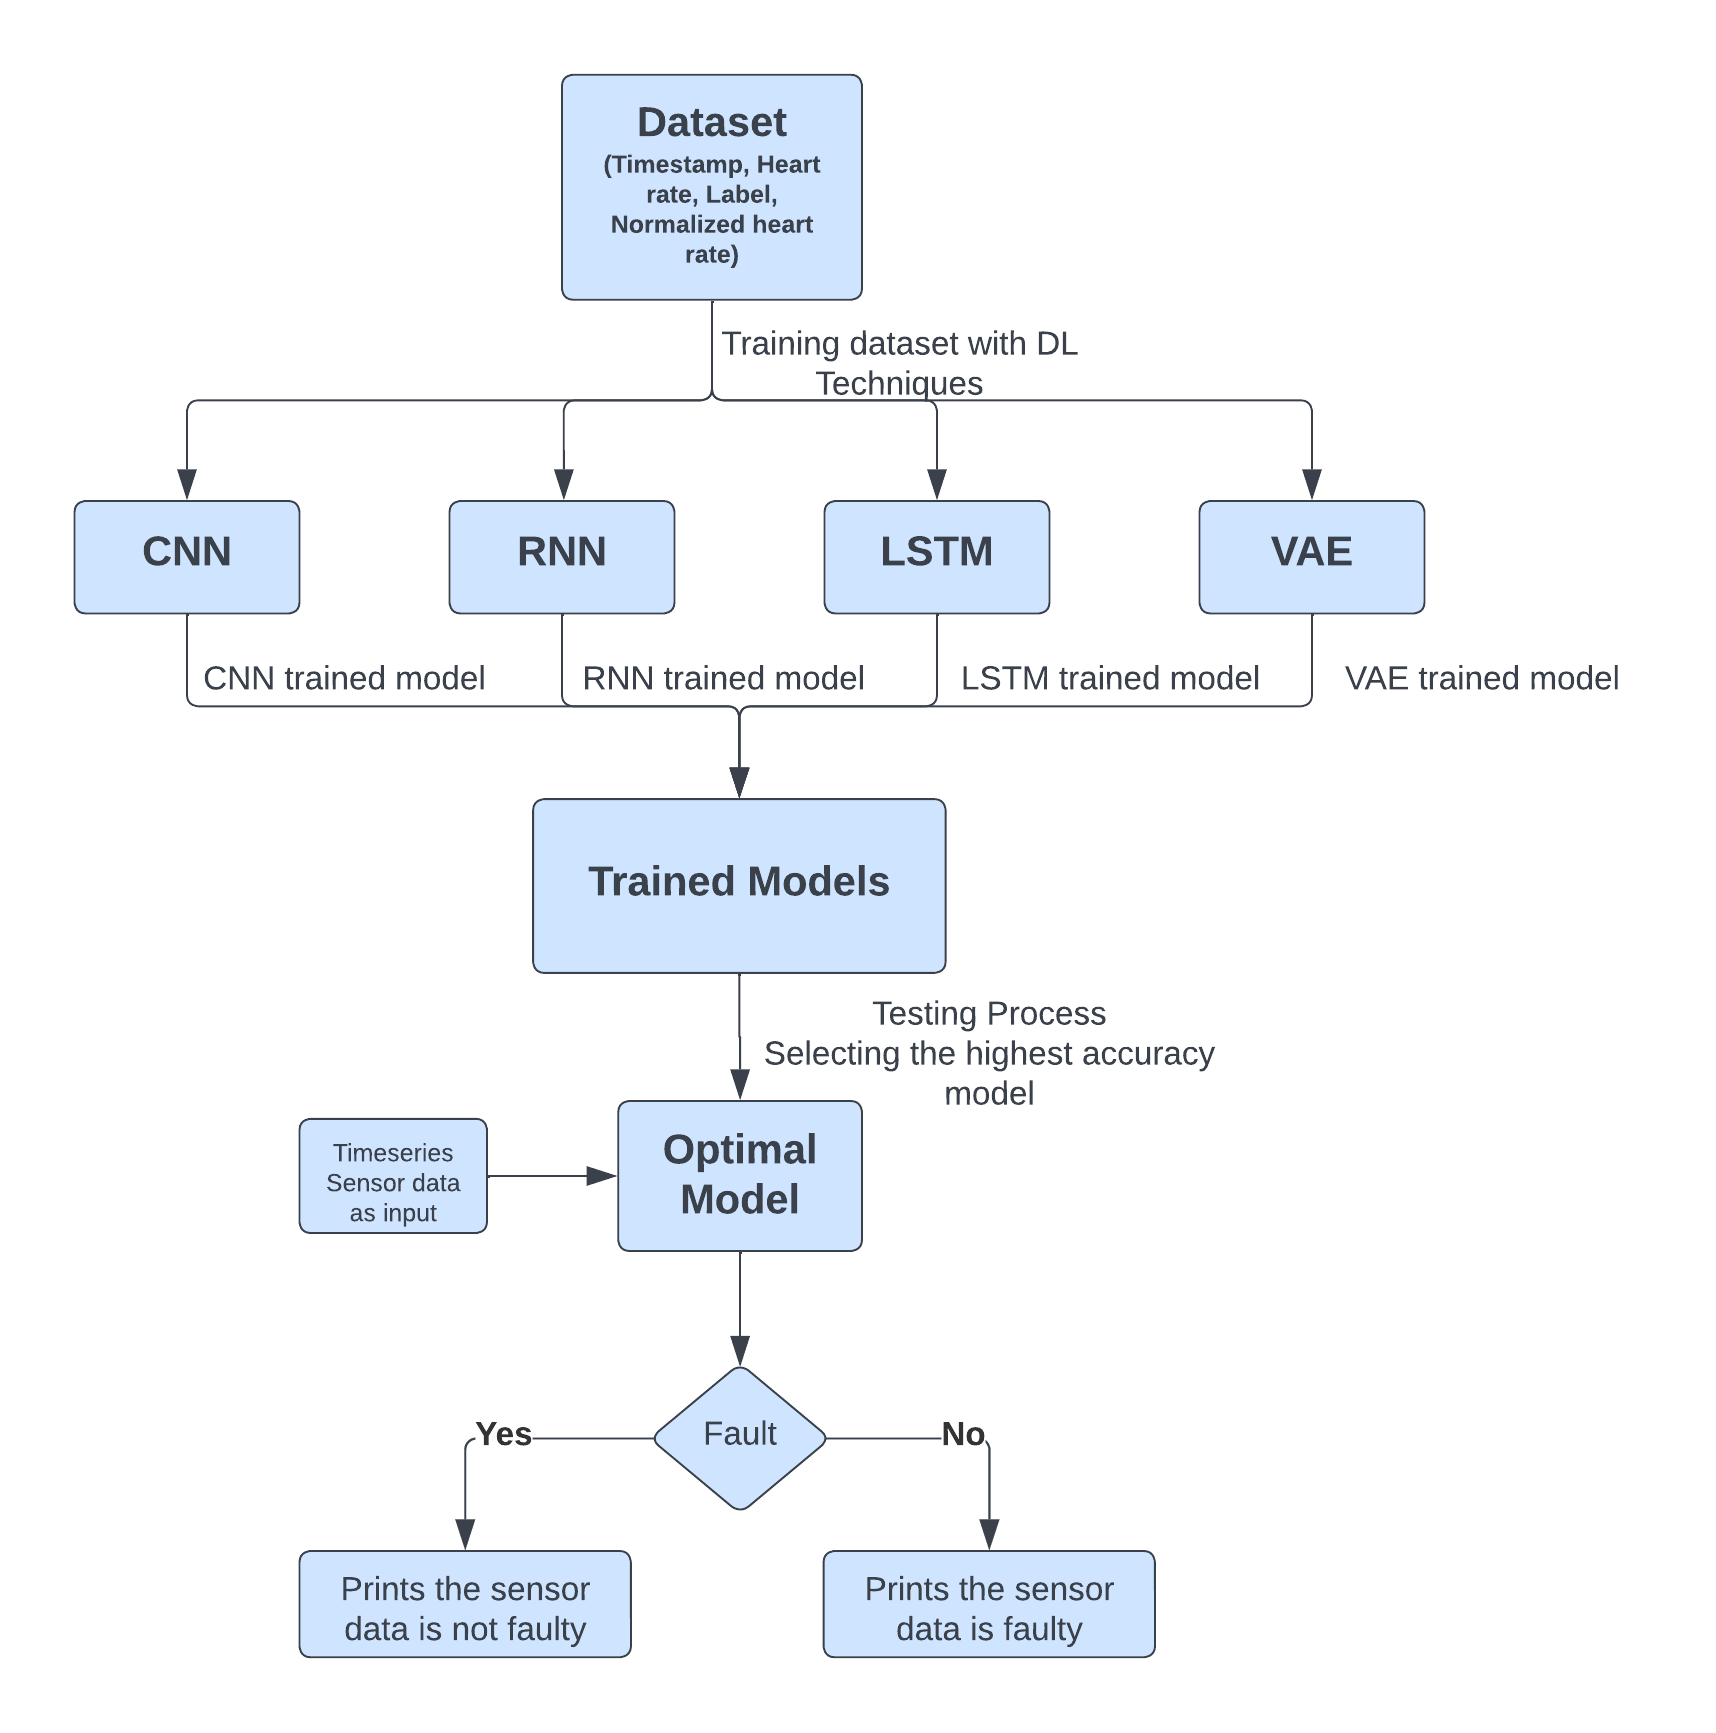 Dataset
(Timestamp, Heart
rate, Label,
Normalized heart
rate)
Training dataset with DL
Techniques
CNN
RNN
LSTM
VAE
CNN trained model
RNN trained model
LSTM trained model
VAE trained model
Trained Models
Testing Process
Selecting the highest accuracy
model
Timeseries
Sensor data
as input
Optimal
Model
Fault
Yes
No
Prints the sensor
data is not faulty
Prints the sensor
data is faulty